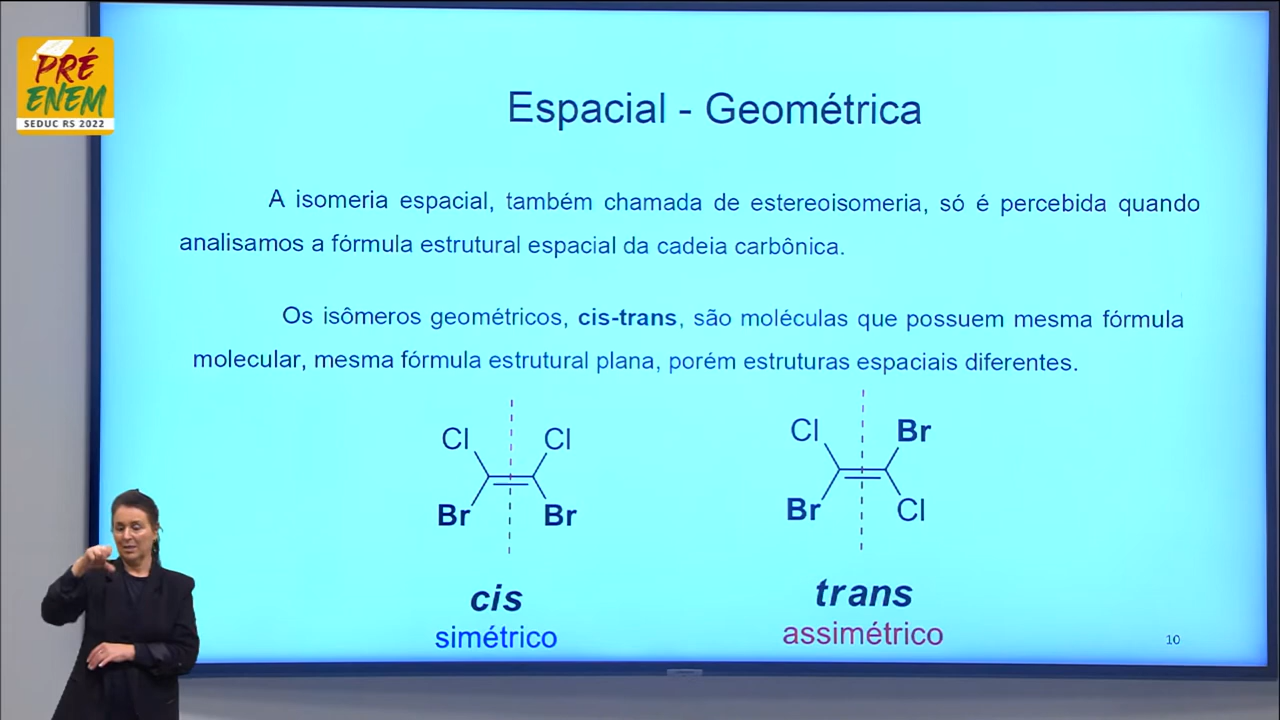 PRÉ
ENEM
SEDUC RS 2022
Espacial - Geométrica
A isomeria espacial, também chamada de estereoisomeria, só é percebida quando
analisamos a fórmula estrutural espacial da cadeia carbônica.
Os isômeros geométricos, cis-trans, são moléculas que possuem mesma fórmula
molecular, mesma fórmula estrutural plana, porém estruturas espaciais diferentes.
Cl Cl
Br Br
cis
simétrico
Cl Br
Br Cl
trans
assimétrico
10